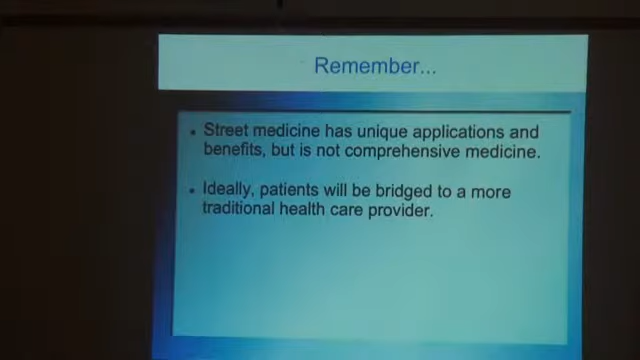 Remember...
• Street medicine has unique applications and
benefits, but is not comprehensive medicine.
• Ideally, patients will be bridged to a more
traditional health care provider.